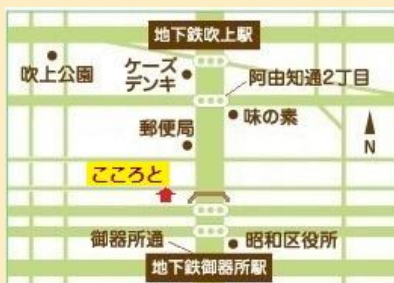 地下鉄吹上駅
吹上公園
ケーズ
デンキ
阿由知通2丁目
味の素
郵便局
N
こころと
御器所通
昭和区役所
地下鉄御器所駅